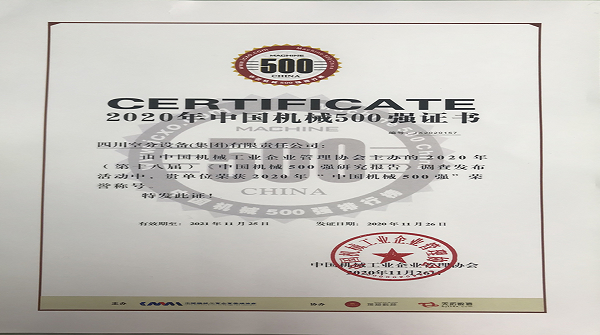 MACHINE
500
CHINA
CERTIFICATE
2020年中国机械500强证书
四川空分设备(集团)有限责任公司:
由中国机械工业企业管理协会主办的2020年
(第十八届)《中国机械500强研究报告》调查发布
活动中,贵单位荣获2020年“中国机械500强”荣
誉称号。
特发此证!
有效期至: 2021年11月25日 发证日期: 2020年11月26日
中国机械工业企业管理协会
2020年11月26日
主办
协办